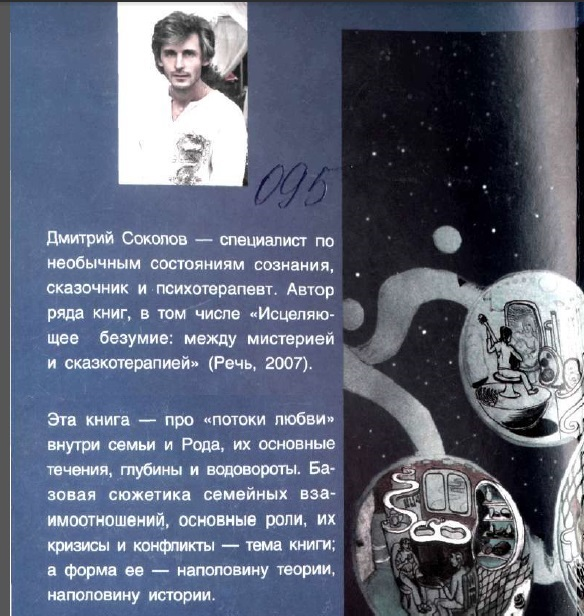 095
Дмитрий Соколов — специалист по
необычным состояниям сознания,
сказочник и психотерапевт. Автор
ряда книг, в том числе «Исцеляю-
щее безумие: между мистерией
и сказкотерапией» (Речь, 2007).
Эта книга — про «потоки любви»
внутри семьи и Рода, их основные
течения, глубины и водовороты. Ба-
зовая сюжетика семейных вза-
имоотношений, основные роли, их
кризисы и конфликты — тема книги;
а форма ее — наполовину теории,
наполовину истории.